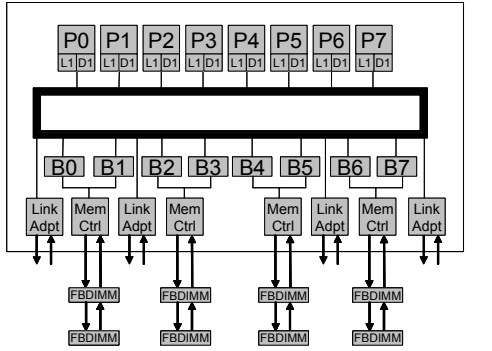 P0 P1 P2 P3 P4 P5 P6 P7
L1 D1 L1 D1 L1 D1 L1 D1 L1 D1 L1 D1 L1 D1 L1 D1
B0 B1 B2 B3 B4 B5 B6 B7
Link Mem Link Mem Mem Link Mem Link
Adpt Ctrl Adpt Ctrl Ctrl Adpt Ctrl Adpt
FBDIMM FBDIMM FBDIMM FBDIMM
FBDIMM FBDIMM FBDIMM FBDIMM